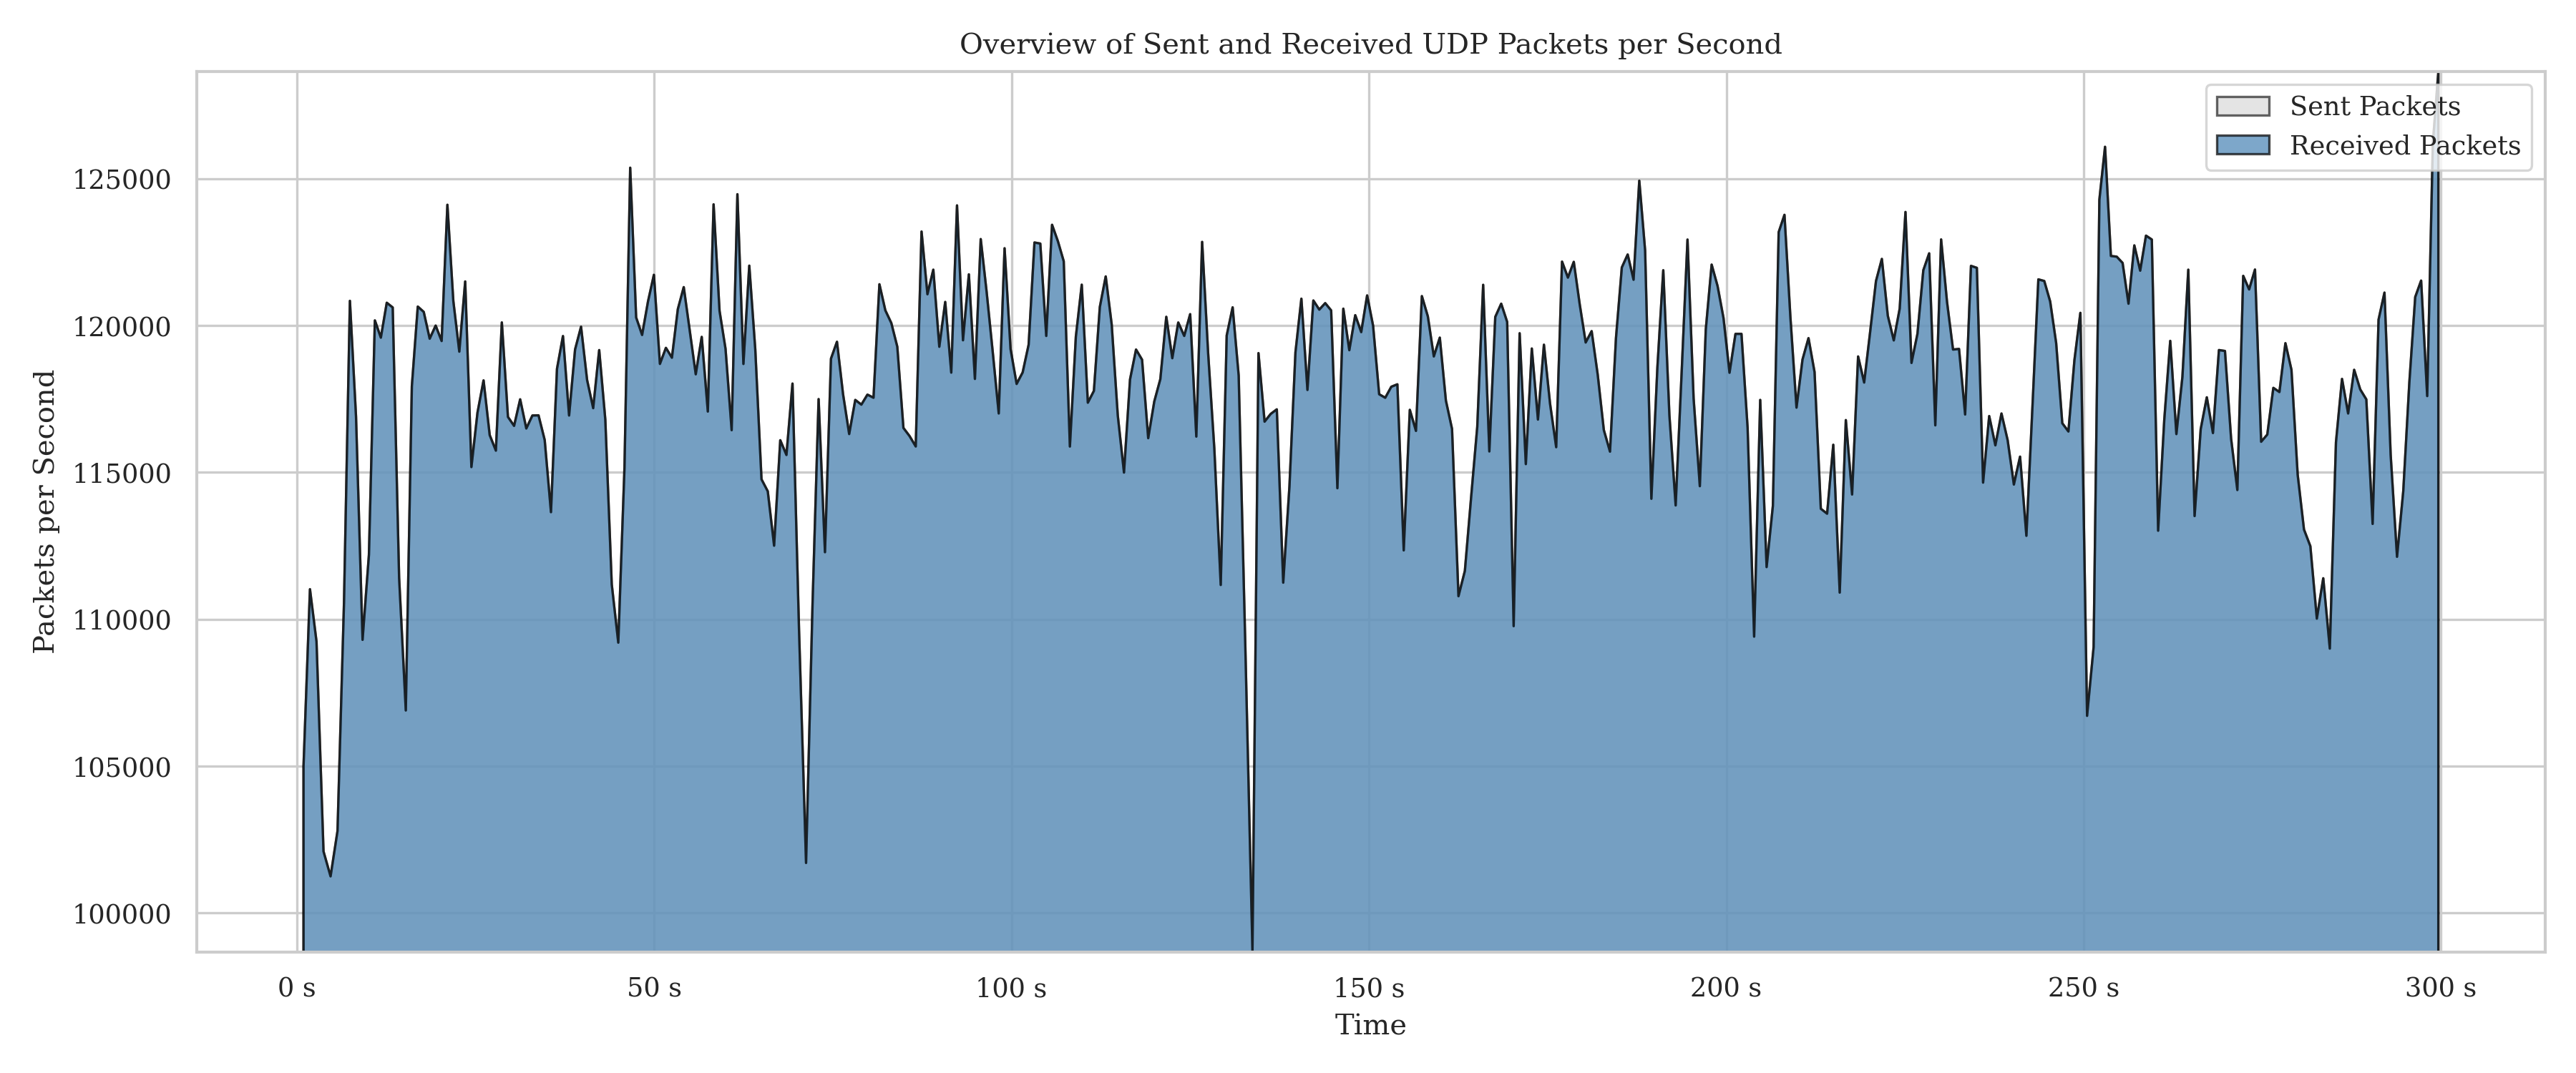 Overview of Sent and Received UDP Packets per Second
Sent Packets
Received Packets
Packets per Second
125000
120000
115000
110000
105000
100000
0 s
50 s
100 s
150 s
200 s
250 s
300 s
Time